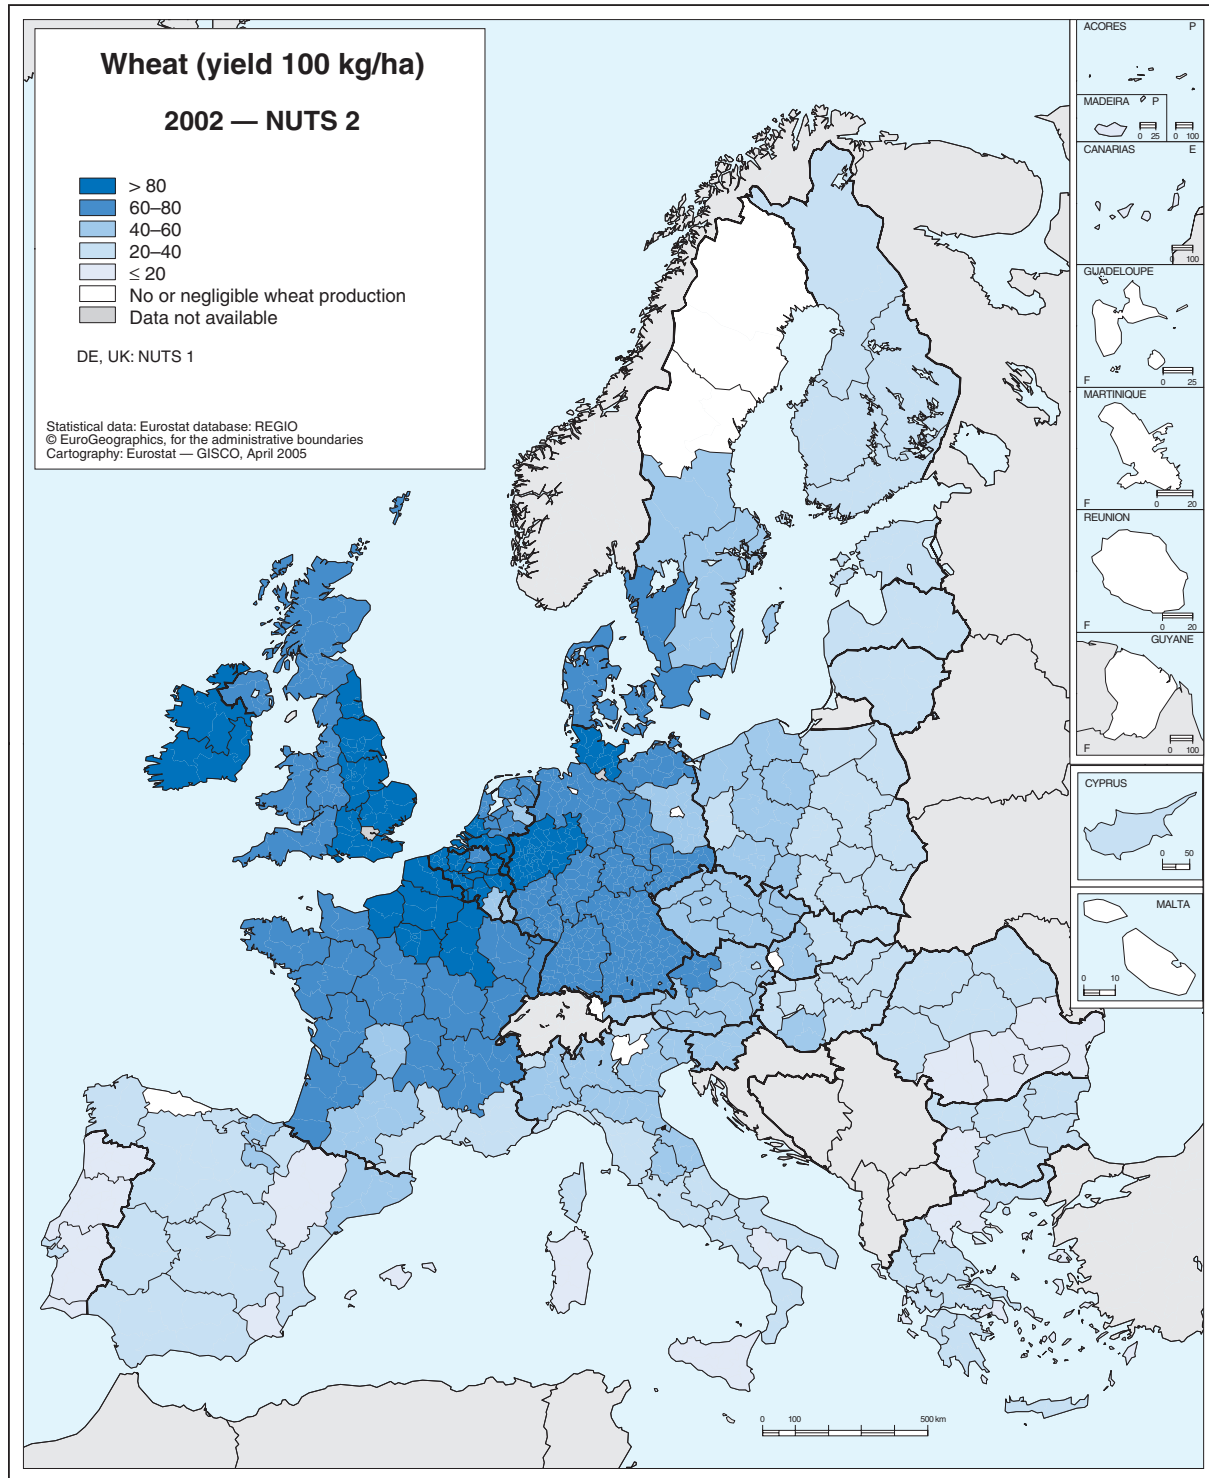 Wheat (yield 100 kg/ha)
2002 — NUTS 2
> 80
60–80
40–60
20–40
≤ 20
No or negligible wheat production
Data not available
DE, UK: NUTS 1
Statistical data: Eurostat database: REGIO
© EuroGeographics, for the administrative boundaries
Cartography: Eurostat — GISCO, April 2005
ACORES P
MADEIRA P
0 25 0 100
CANARIAS E
0 100
GUADELOUPE
F 0 25
MARTINIQUE
F 0 20
REUNION
F 0 20
GUYANE
F 0 100
CYPRUS
0 50
MALTA
0 10
0 100 500 km